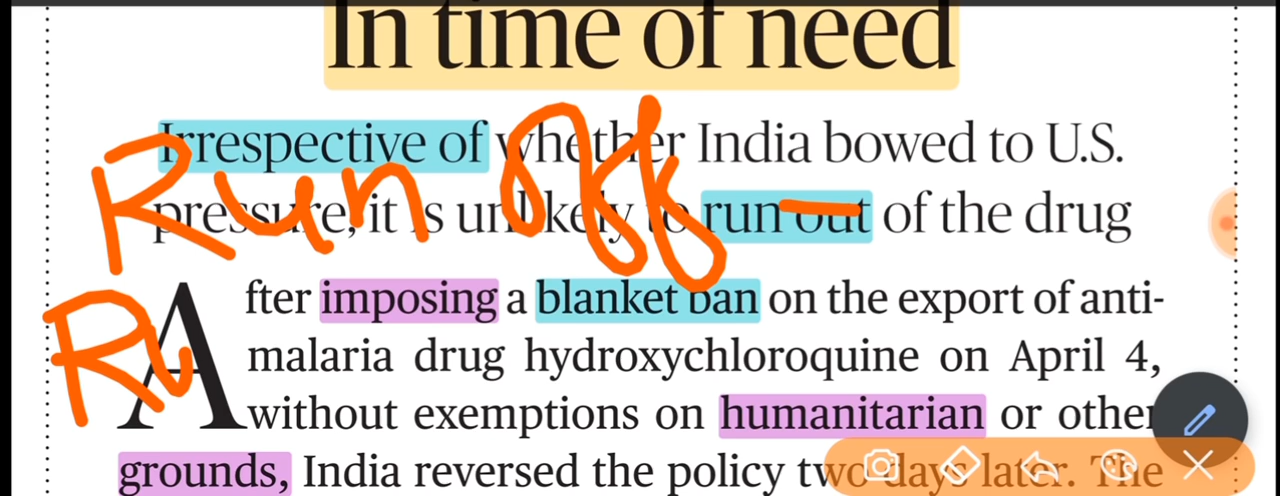 In time of need
Irrespective of whether India bowed to U.S.
Run Off
pressure, it is unlikely to run out of the drug
After imposing a blanket ban on the export of anti-
Ru
malaria drug hydroxychloroquine on April 4,
without exemptions on humanitarian or other
grounds, India reversed the policy two days later. The